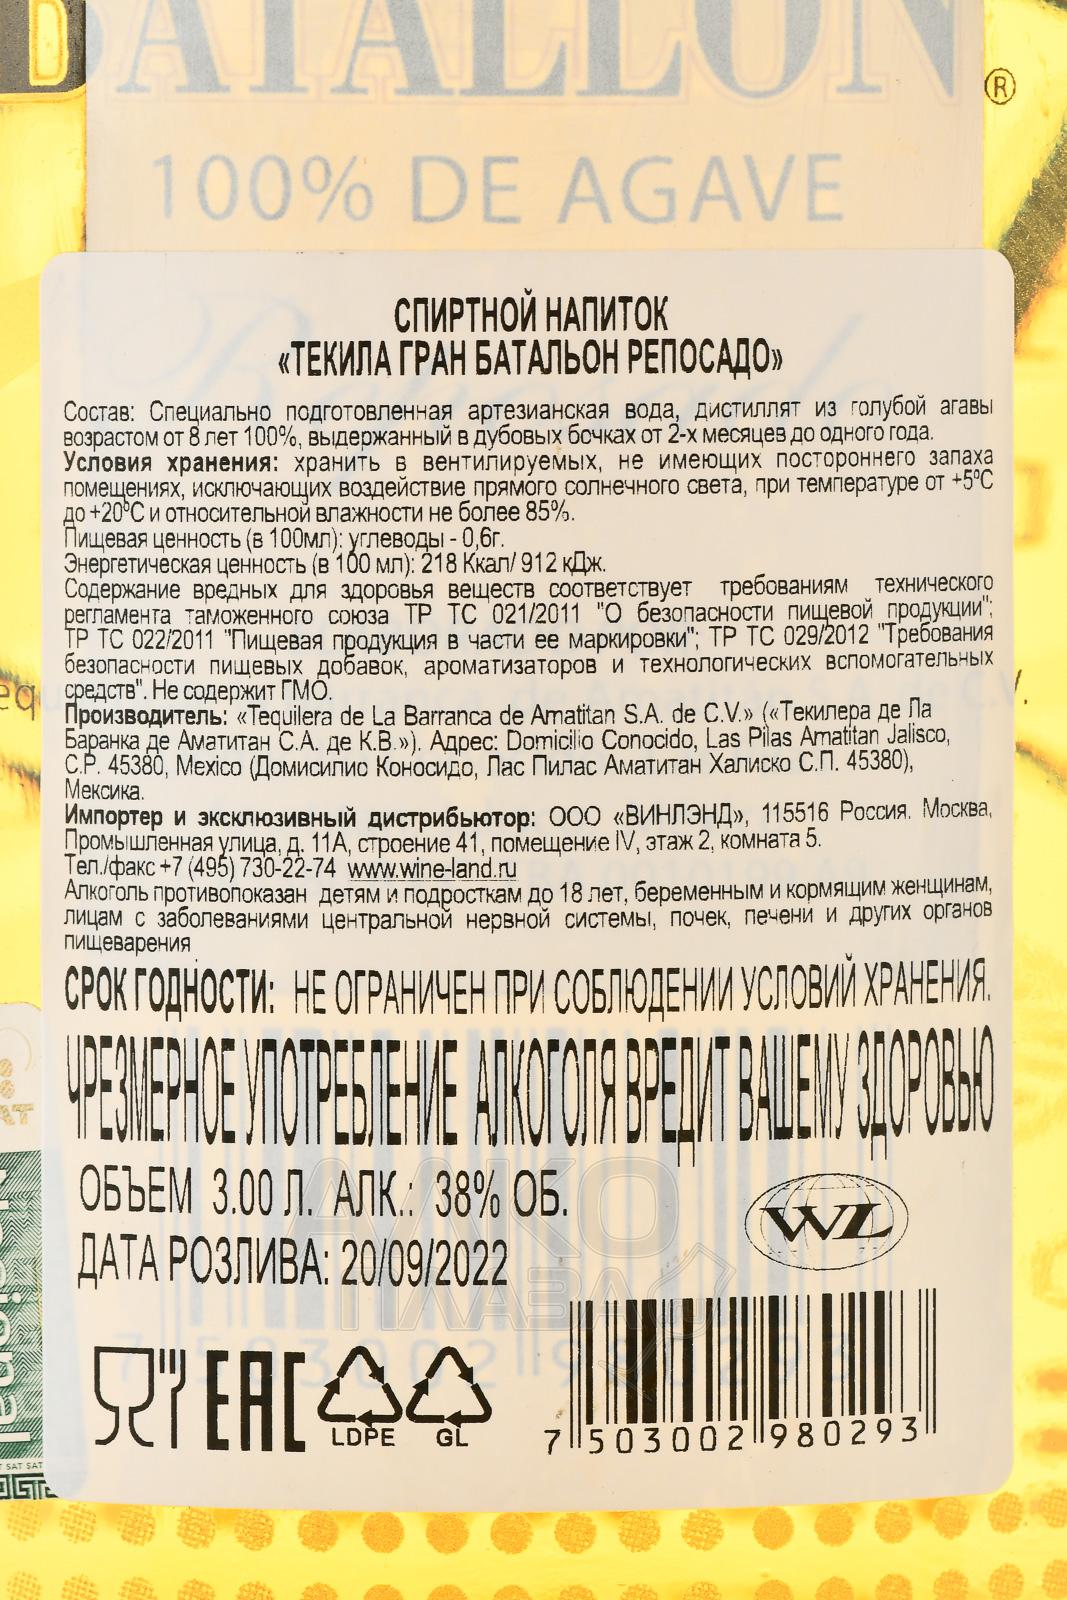 BATALLON ®
100% DE AGAVE
СПИРТНОЙ НАПИТОК
«ТЕКИЛА ГРАН БАТАЛЬОН РЕПОСАДО»
Состав: Специально подготовленная артезианская вода, дистиллят из голубой агавы
возрастом от 8 лет 100%, выдержанный в дубовых бочках от 2-х месяцев до одного года.
Условия хранения: хранить в вентилируемых, не имеющих постороннего запаха
помещениях, исключающих воздействие прямого солнечного света, при температуре от +5°С
до +20°С и относительной влажности не более 85%.
Пищевая ценность (в 100мл): углеводы - 0,6г.
Энергетическая ценность (в 100 мл): 218 Ккал/ 912 кДж.
Содержание вредных для здоровья веществ соответствует требованиям технического
регламента таможенного союза ТР ТС 021/2011 "О безопасности пищевой продукции";
ТР ТС 022/2011 "Пищевая продукция в части ее маркировки"; ТР ТС 029/2012 "Требования
безопасности пищевых добавок, ароматизаторов и технологических вспомогательных
средств". Не содержит ГМО.
Производитель: «Tequilera de La Barranca de Amatitan S.A. de C.V.» («Текилера де Ла
Баранка де Аматитан С.А. де К.В.»). Адрес: Domicilio Conocido, Las Pilas Amatitan Jalisco,
C.P. 45380, Mexico (Домисилио Коносидо, Лас Пилас Аматитан Халиско С.П. 45380),
Мексика.
Импортер и эксклюзивный дистрибьютор: ООО «ВИНЛЭНД», 115516 Россия. Москва,
Промышленная улица, д. 11А, строение 41, помещение IV, этаж 2, комната 5.
Тел./факс +7 (495) 730-22-74 www.wine-land.ru
Алкоголь противопоказан детям и подросткам до 18 лет, беременным и кормящим женщинам,
лицам с заболеваниями центральной нервной системы, почек, печени и других органов
пищеварения
СРОК ГОДНОСТИ: НЕ ОГРАНИЧЕН ПРИ СОБЛЮДЕНИИ УСЛОВИЙ ХРАНЕНИЯ.
ЧРЕЗМЕРНОЕ УПОТРЕБЛЕНИЕ АЛКОГОЛЯ ВРЕДИТ ВАШЕМУ ЗДОРОВЬЮ
ОБЪЕМ 3.00 Л. АЛК.: 38% ОБ.
ДАТА РОЗЛИВА: 20/09/2022
WL
АЛКО
ПЛАЗА
EAC
LDPE GL
7 503002 980293